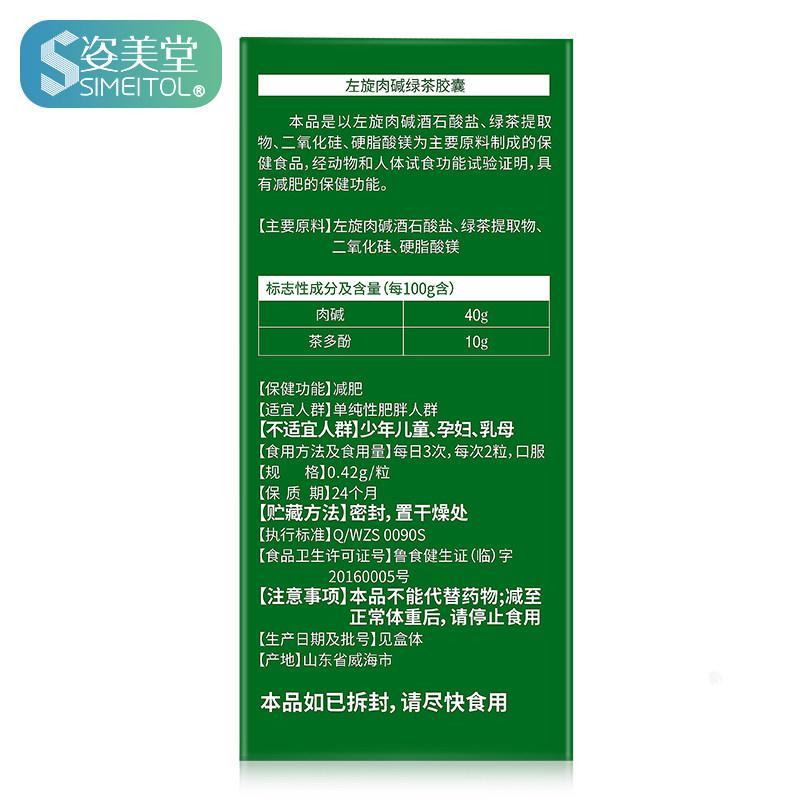 姿美堂
SIMEITOL®
左旋肉碱绿茶胶囊
本品是以左旋肉碱酒石酸盐、绿茶提取
物、二氧化硅、硬脂酸镁为主要原料制成的保
健食品，经动物和人体试食功能试验证明，具
有减肥的保健功能。
【主要原料】左旋肉碱酒石酸盐、绿茶提取物、
二氧化硅、硬脂酸镁
标志性成分及含量（每100g含）
肉碱 40g
茶多酚 10g
【保健功能】减肥
【适宜人群】单纯性肥胖人群
【不适宜人群】少年儿童、孕妇、乳母
【食用方法及食用量】每日3次，每次2粒，口服
【规 格】0.42g/粒
【保 质 期】24个月
【贮藏方法】密封，置干燥处
【执行标准】Q/WZS 0090S
【食品卫生许可证号】鲁食健生证（临）字
20160005号
【注意事项】本品不能代替药物；减至
正常体重后，请停止食用
【生产日期及批号】见盒体
【产地】山东省威海市
本品如已拆封，请尽快食用